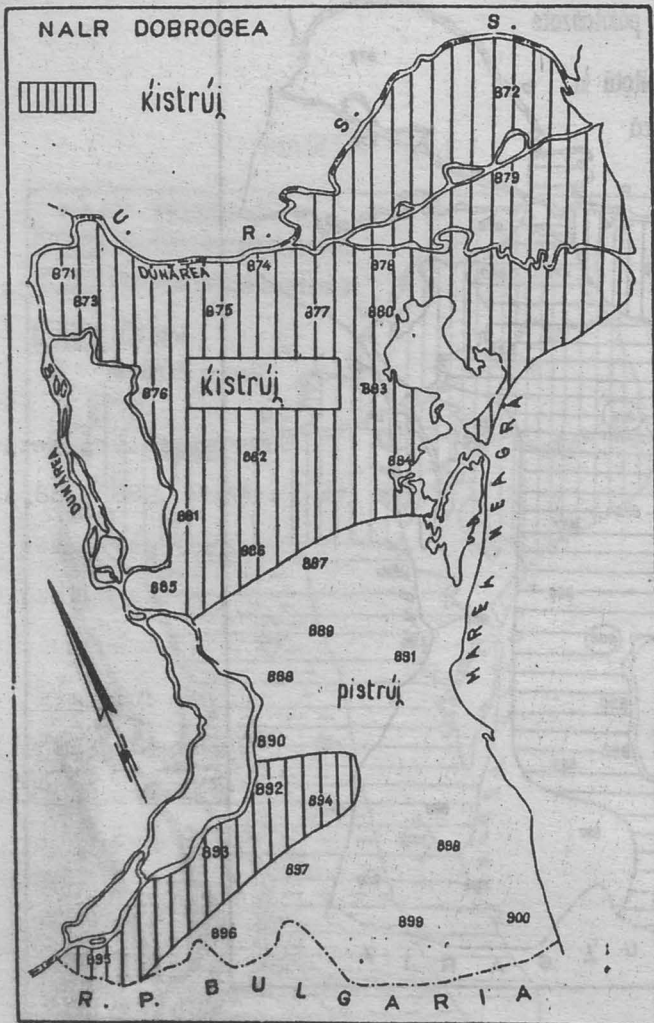 NALR DOBROGEA
ḱistrúį
S.
872
S.
879
U.
R.
871
873
DUNĂREA
874
875
877
878
880
ḱistrúį
876
883
DUNĂREA
882
884
881
886
887
885
MAREA NEAGRĂ
889
891
888
pistrúį
890
892
894
893
897
898
899
900
896
895
R. P. BULGARIA